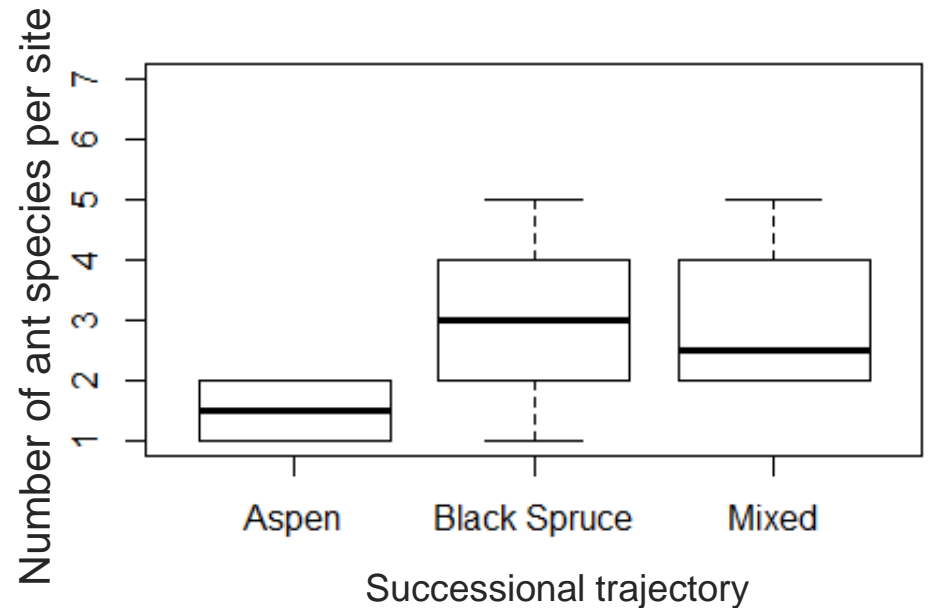 Number of ant species per site
7
6
5
4
3
2
1
Aspen Black Spruce Mixed
Successional trajectory